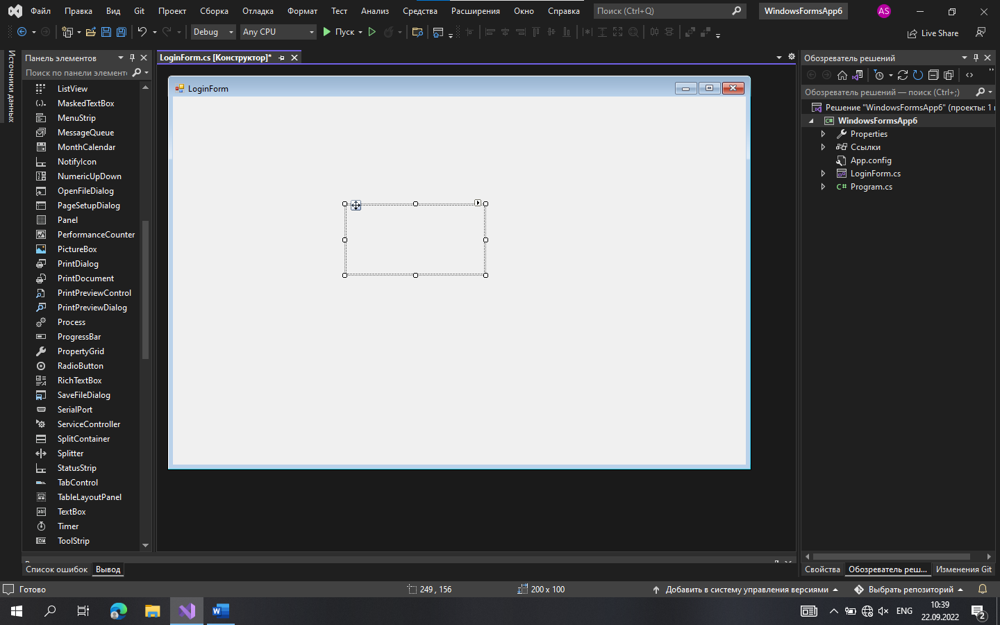 Файл Правка Вид Git Проект Сборка Отладка Формат Тест Анализ Средства Расширения Окно Справка Поиск (Ctrl+Q) WindowsFormsApp6 AS
Debug Any CPU Пуск Live Share
Источники данных
Панель элементов
Поиск по панели элементо
ListView
MaskedTextBox
MenuStrip
MessageQueue
MonthCalendar
NotifyIcon
NumericUpDown
OpenFileDialog
PageSetupDialog
Panel
PerformanceCounter
PictureBox
PrintDialog
PrintDocument
PrintPreviewControl
PrintPreviewDialog
Process
ProgressBar
PropertyGrid
RadioButton
RichTextBox
SaveFileDialog
SerialPort
ServiceController
SplitContainer
Splitter
StatusStrip
TabControl
TableLayoutPanel
TextBox
Timer
ToolStrip
LoginForm.cs [Конструктор]*
LoginForm
Обозреватель решений
Обозреватель решений — поиск (Ctrl+;)
Решение "WindowsFormsApp6" (проекты: 1
WindowsFormsApp6
Properties
Ссылки
App.config
LoginForm.cs
Program.cs
Список ошибок Вывод
Свойства Обозреватель реш... Изменения Git
Готово 249 , 156 200 x 100 Добавить в систему управления версиями Выбрать репозиторий
ENG
10:39
22.09.2022
2